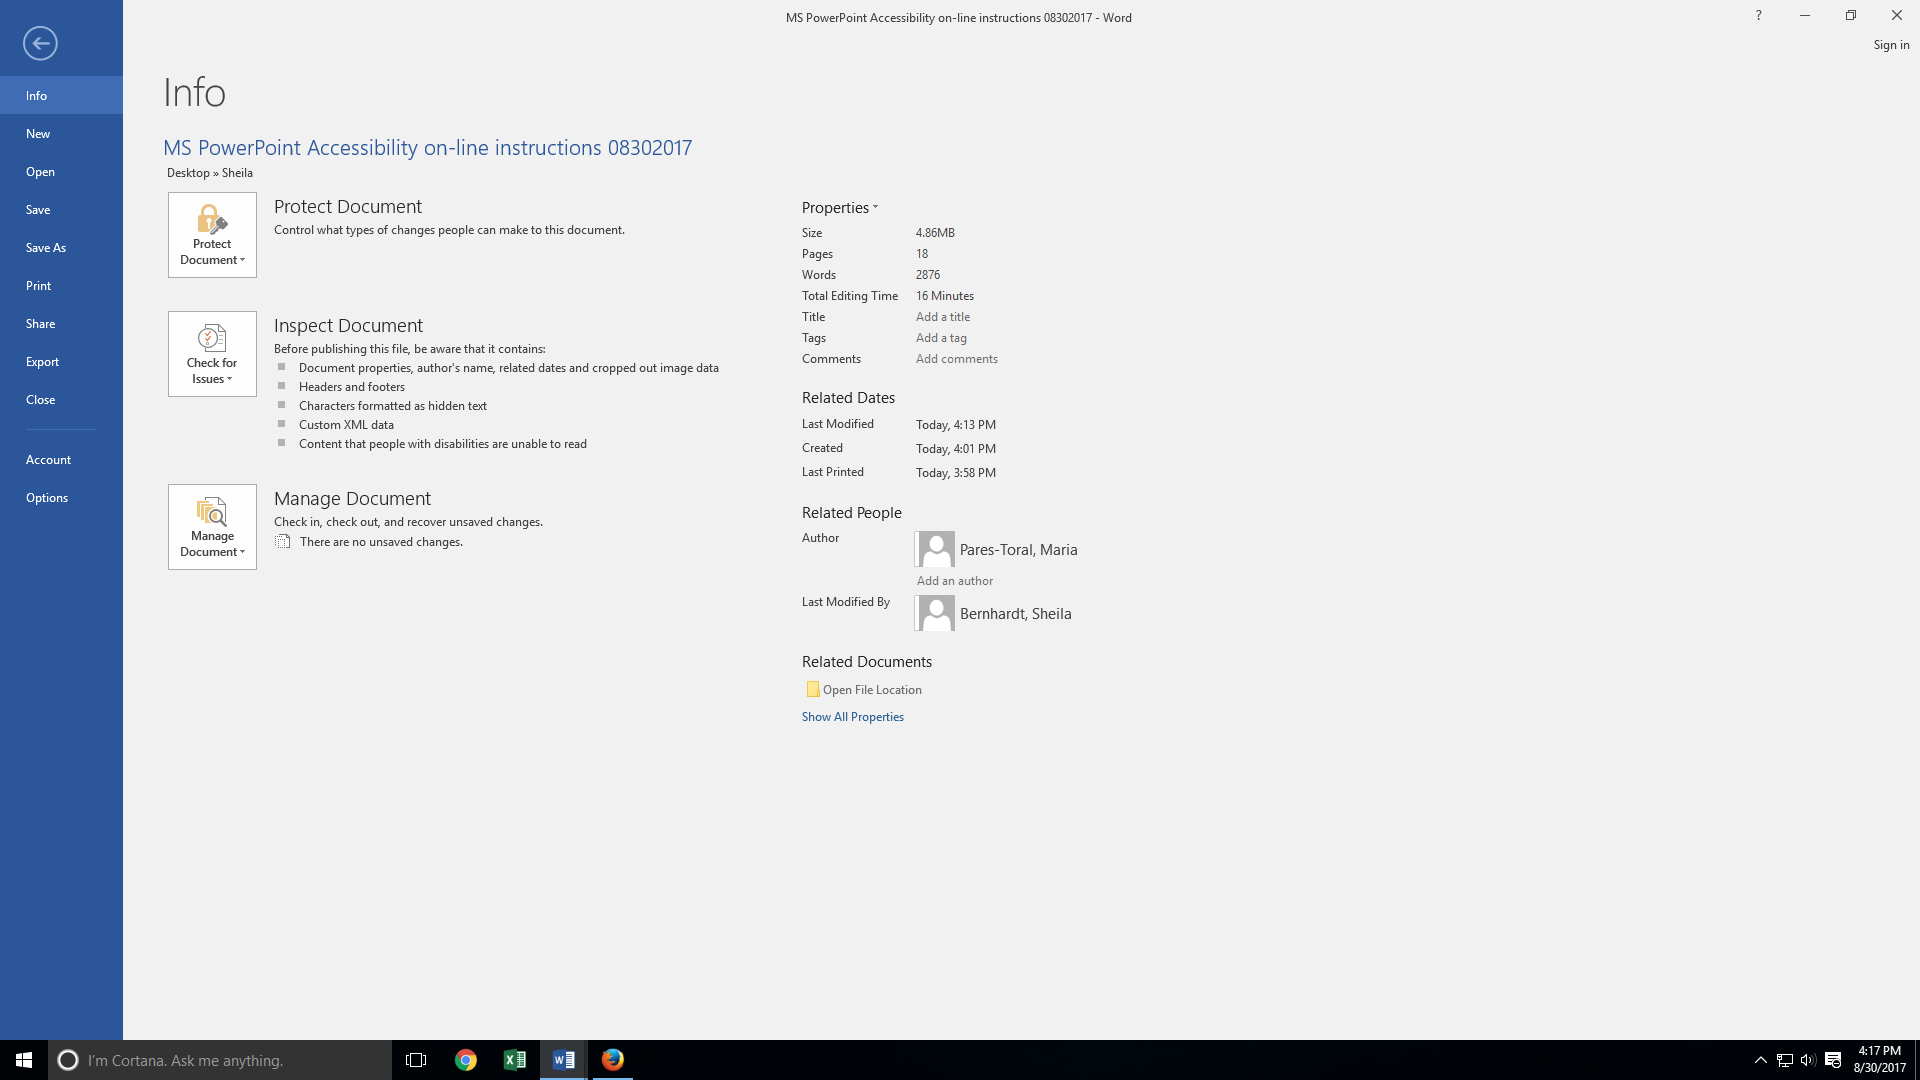 MS PowerPoint Accessibility on-line instructions 08302017 - Word
?
Sign in
Info
New
Open
Save
Save As
Print
Share
Export
Close
Account
Options
Info
MS PowerPoint Accessibility on-line instructions 08302017
Desktop » Sheila
Protect
Document
Protect Document
Control what types of changes people can make to this document.
Check for
Issues
Inspect Document
Before publishing this file, be aware that it contains:
Document properties, author's name, related dates and cropped out image data
Headers and footers
Characters formatted as hidden text
Custom XML data
Content that people with disabilities are unable to read
Manage
Document
Manage Document
Check in, check out, and recover unsaved changes.
There are no unsaved changes.
Properties
Size 4.86MB
Pages 18
Words 2876
Total Editing Time 16 Minutes
Title Add a title
Tags Add a tag
Comments Add comments
Related Dates
Last Modified Today, 4:13 PM
Created Today, 4:01 PM
Last Printed Today, 3:58 PM
Related People
Author Pares-Toral, Maria
Add an author
Last Modified By Bernhardt, Sheila
Related Documents
Open File Location
Show All Properties
I'm Cortana. Ask me anything.
4:17 PM
8/30/2017